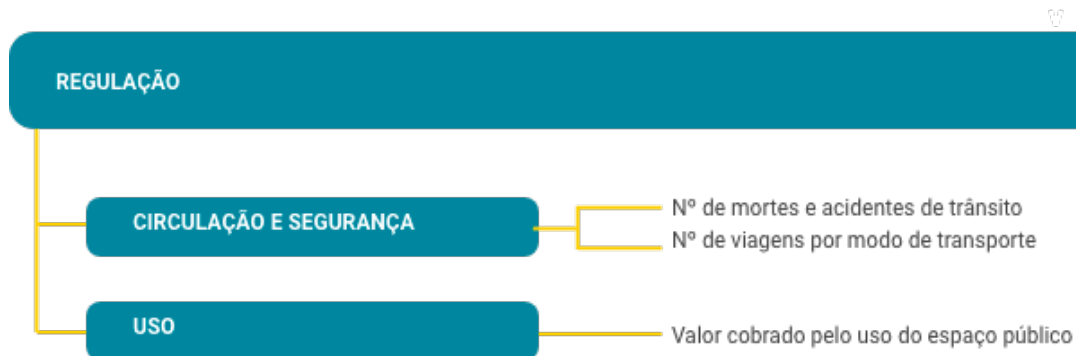 REGULAÇÃO
CIRCULAÇÃO E SEGURANÇA
Nº de mortes e acidentes de trânsito
Nº de viagens por modo de transporte
USO
Valor cobrado pelo uso do espaço público